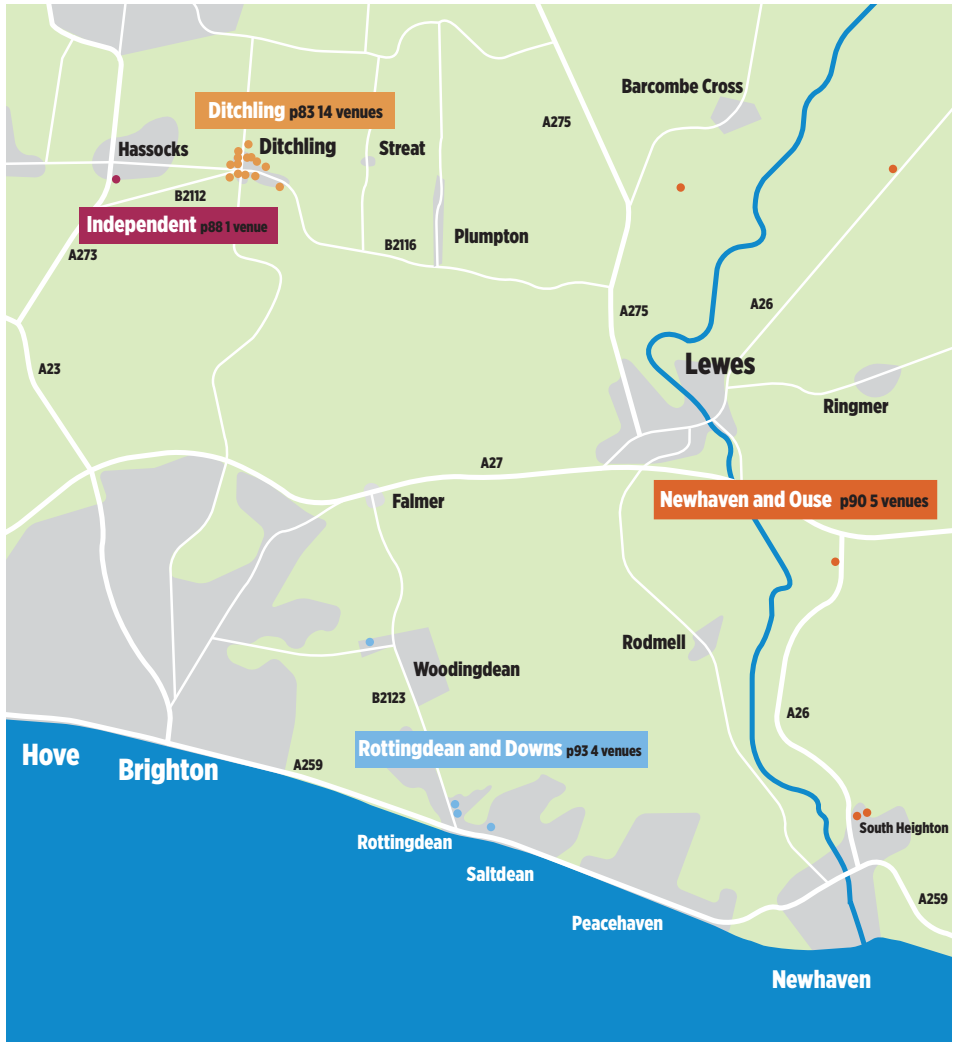 Barcombe Cross
Ditchling p83 14 venues
A275
Hassocks
Ditchling
Streat
B2112
Independent p88 1 venue
Plumpton
B2116
A273
A275
A26
A23
Lewes
Ringmer
A27
Newhaven and Ouse p90 5 venues
Falmer
Rodmell
Woodingdean
B2123
A26
Rottingdean and Downs p93 4 venues
Hove
Brighton
A259
South Heighton
Rottingdean
Saltdean
A259
Peacehaven
Newhaven